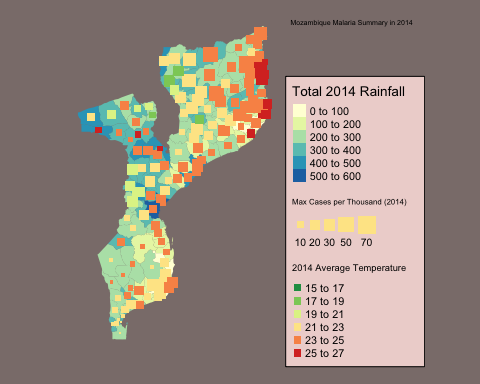 Mozambique Malaria Summary in 2014
Total 2014 Rainfall
0 to 100
100 to 200
200 to 300
300 to 400
400 to 500
500 to 600
Max Cases per Thousand (2014)
10 20 30 50 70
2014 Average Temperature
15 to 17
17 to 19
19 to 21
21 to 23
23 to 25
25 to 27